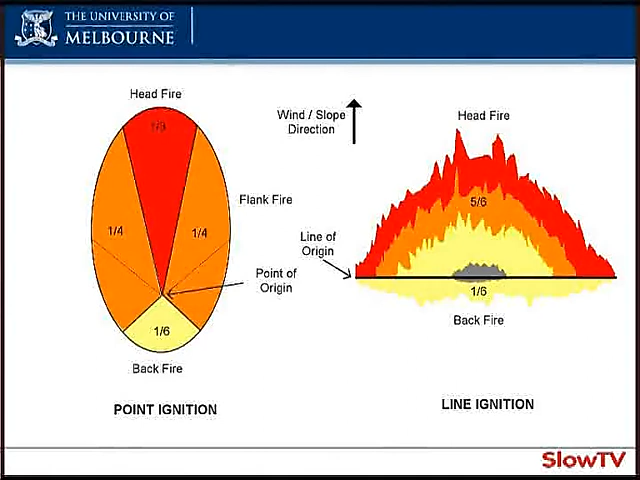 THE UNIVERSITY OF
MELBOURNE
Head Fire
1/3
1/4
1/4
Flank Fire
Point of
Origin
1/6
Back Fire
POINT IGNITION
Wind / Slope
Direction
Head Fire
5/6
Line of
Origin
1/6
Back Fire
LINE IGNITION
SlowTV